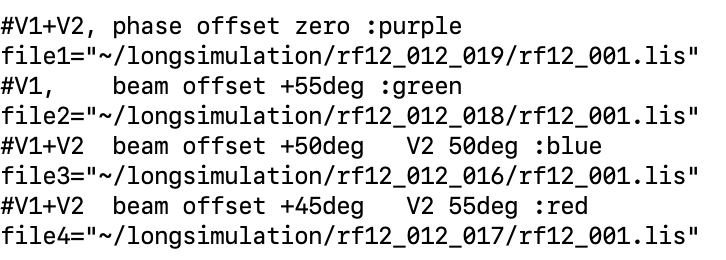 #V1+V2, phase offset zero :purple
file1="~/longsimulation/rf12_012_019/rf12_001.lis"
#V1,    beam offset +55deg :green
file2="~/longsimulation/rf12_012_018/rf12_001.lis"
#V1+V2  beam offset +50deg   V2 50deg :blue
file3="~/longsimulation/rf12_012_016/rf12_001.lis"
#V1+V2  beam offset +45deg   V2 55deg :red
file4="~/longsimulation/rf12_012_017/rf12_001.lis"